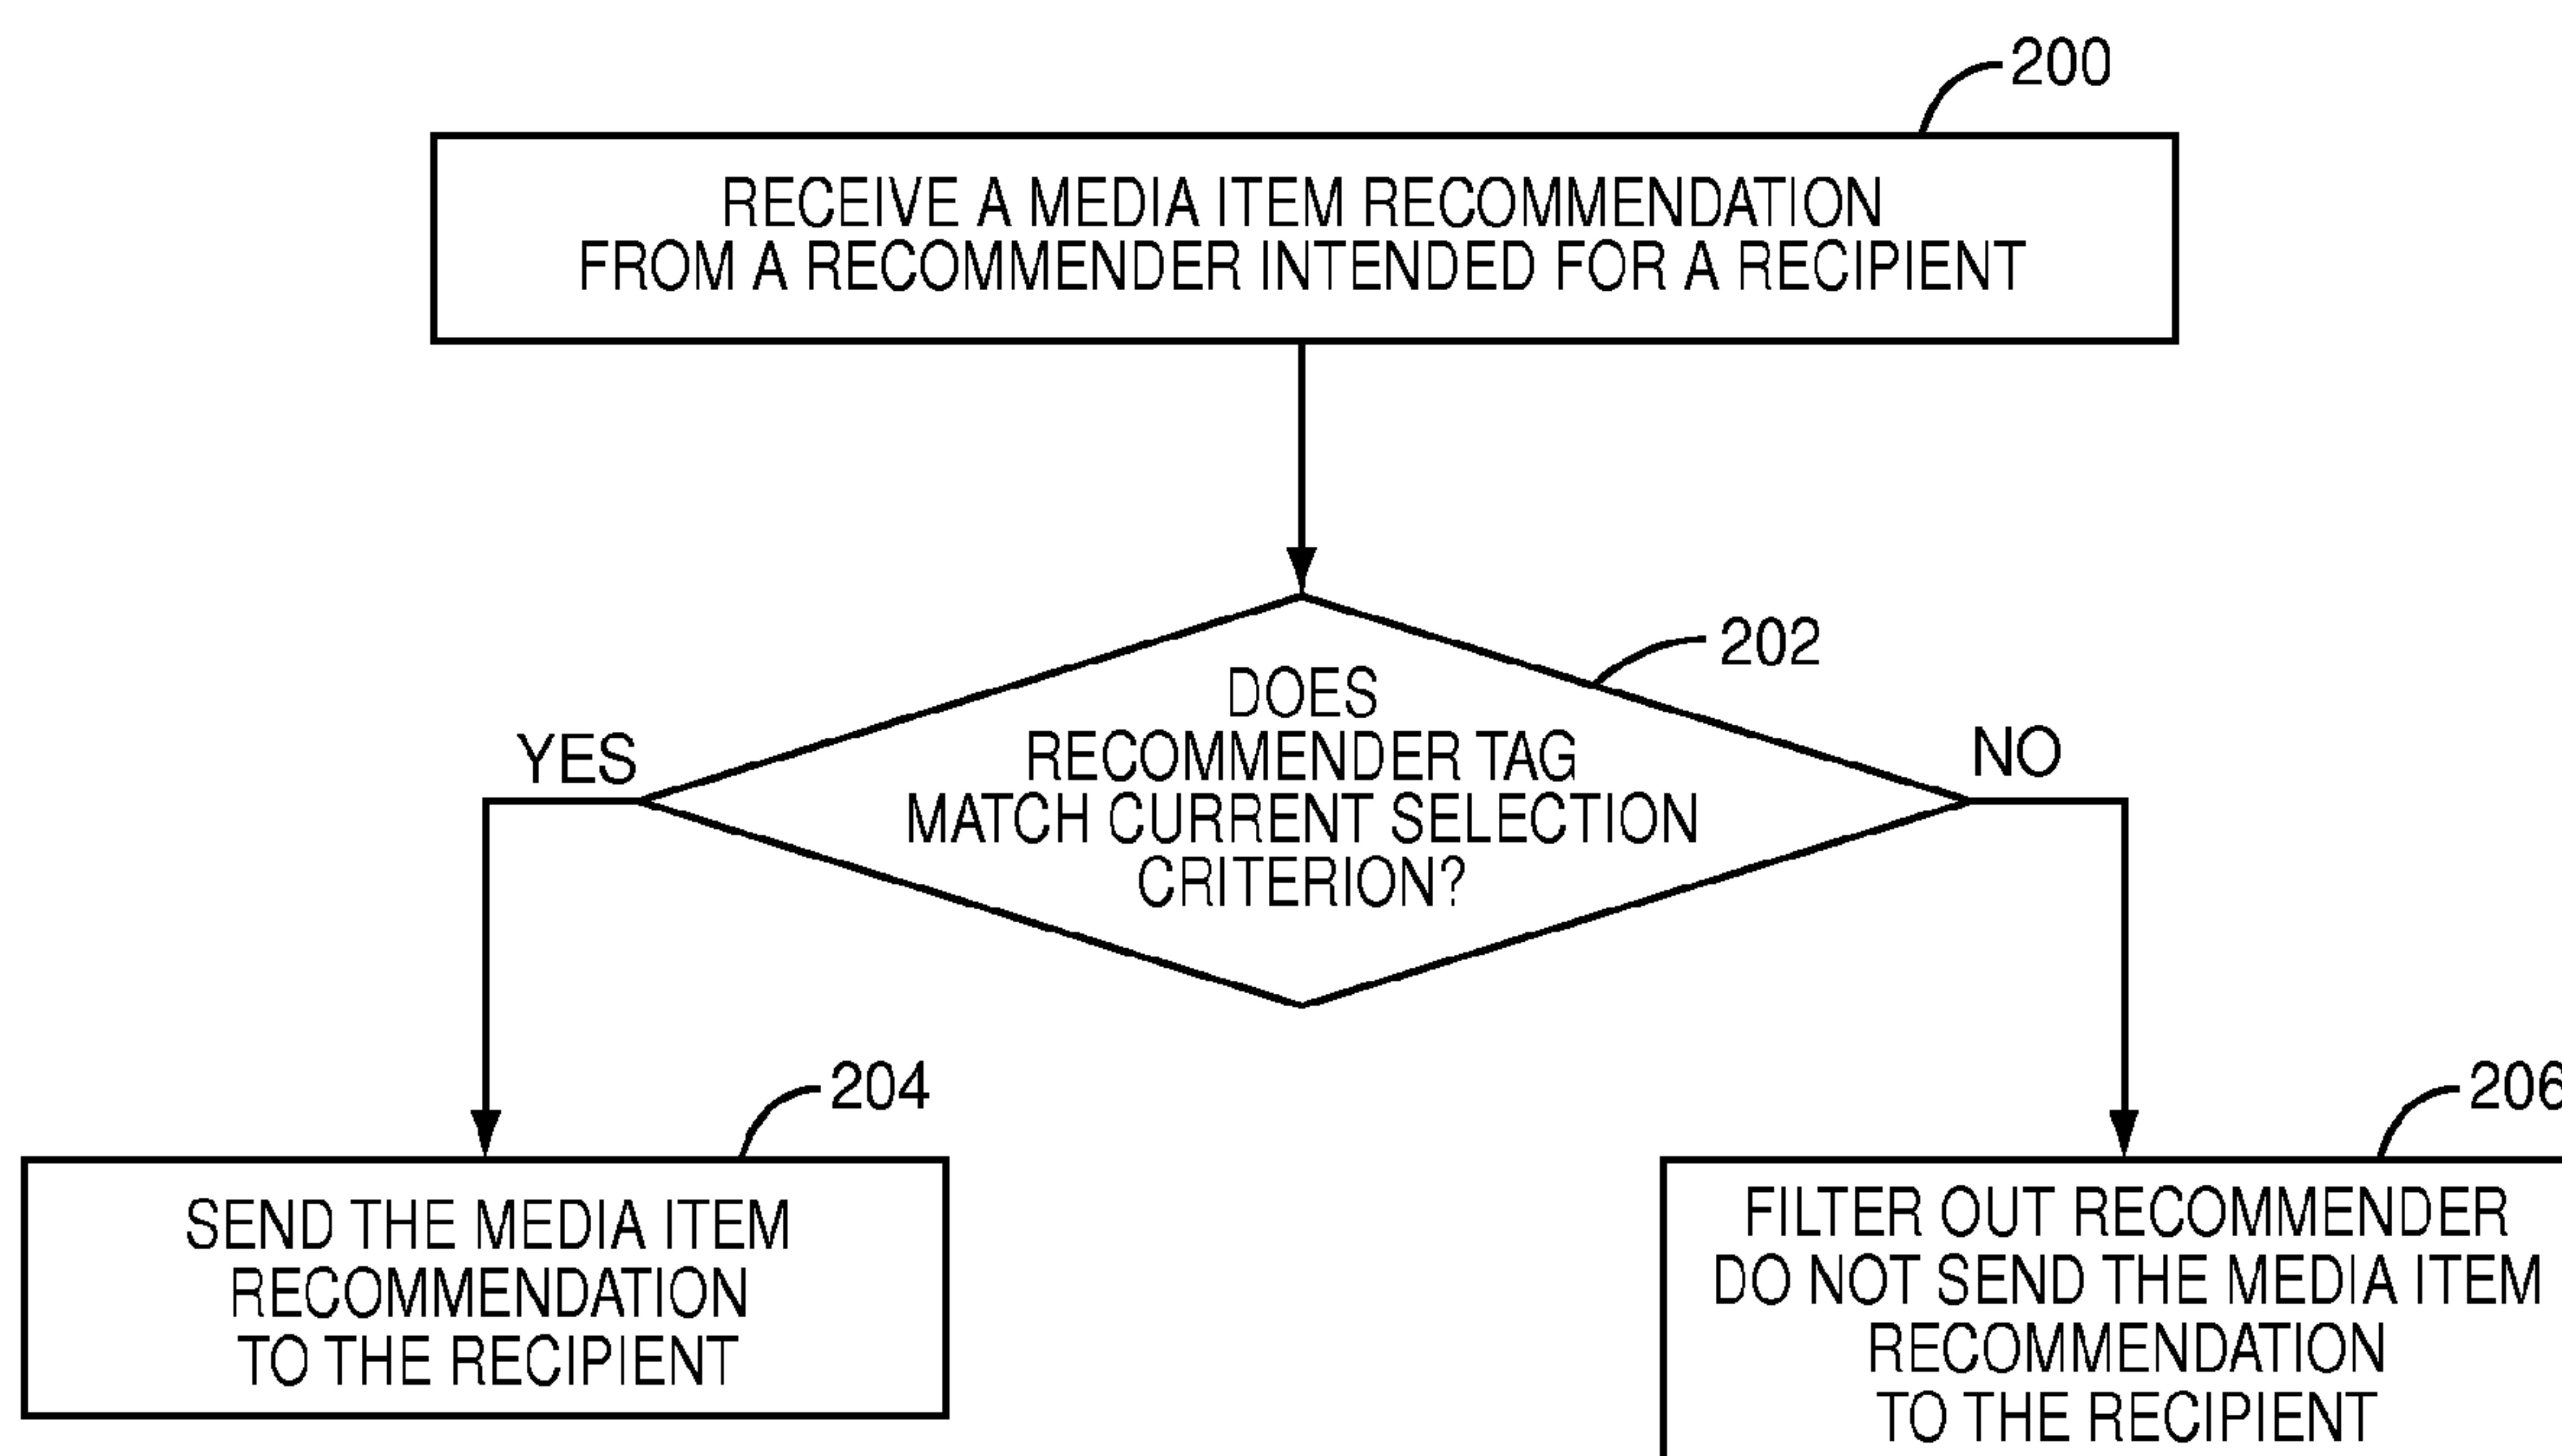 200
RECEIVE A MEDIA ITEM RECOMMENDATION
FROM A RECOMMENDER INTENDED FOR A RECIPIENT
202
DOES
RECOMMENDER TAG
MATCH CURRENT SELECTION
CRITERION?
YES
NO
204
SEND THE MEDIA ITEM
RECOMMENDATION
TO THE RECIPIENT
206
FILTER OUT RECOMMENDER
DO NOT SEND THE MEDIA ITEM
RECOMMENDATION
TO THE RECIPIENT